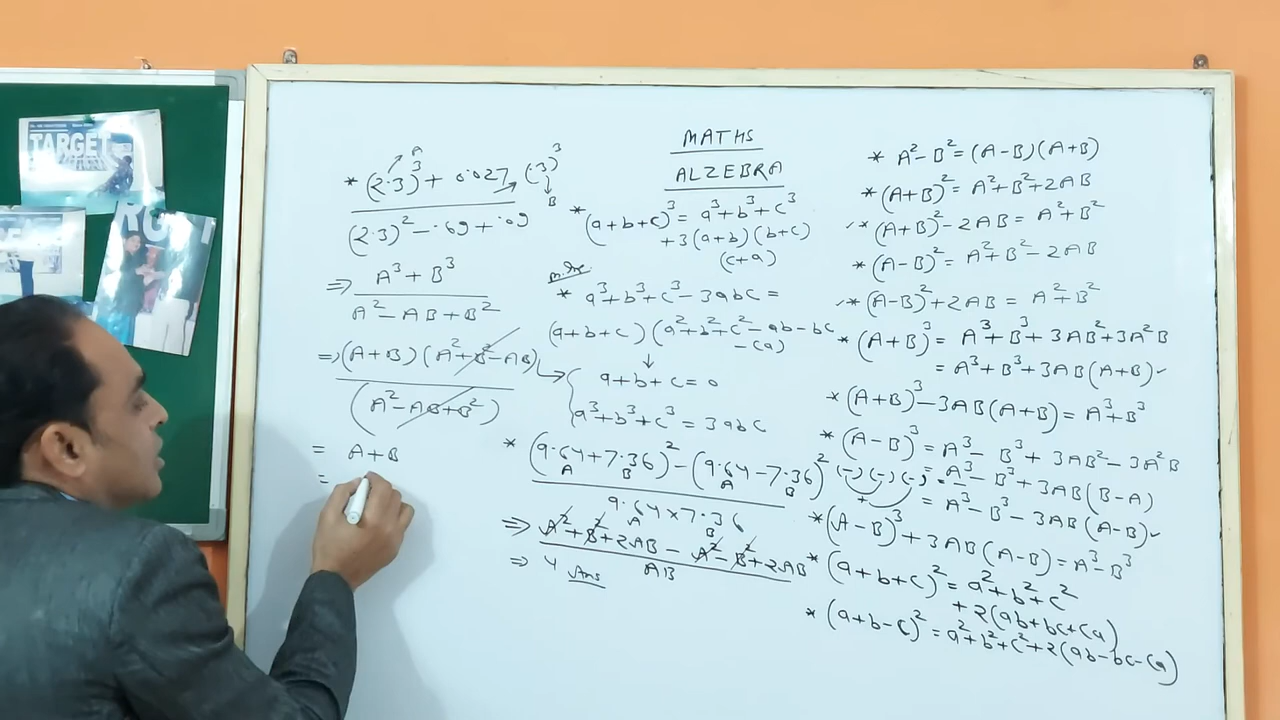 TARGET
MATHS
ALZEBRA
* (2.3)³ + 0.027 (.3)³
A
B
(2.3)² - .69 + .09
⇒ A³ + B³
A² - AB + B²
⇒ (A+B) (A² + B² - AB)
(A² - AB + B²)
= A+B
=
* (a+b+c)³ = a³ + b³ + c³
+ 3(a+b)(b+c)
(c+a)
* a³ + b³ + c³ - 3abc =
(a+b+c) (a² + b² + c² - ab - bc
- ca)
↓
a+b+c = 0
a³ + b³ + c³ = 3abc
* (9.64 + 7.36)² - (9.64 - 7.36)²
A B A B
9.64 × 7.36
A B
⇒ A² + B² + 2AB - A² - B² + 2AB
AB
⇒ 4 Ans
* A² - B² = (A-B)(A+B)
* (A+B)² = A² + B² + 2AB
* (A+B)² - 2AB = A² + B²
* (A-B)² = A² + B² - 2AB
* (A-B)² + 2AB = A² + B²
* (A+B)³ = A³ + B³ + 3AB² + 3A²B
= A³ + B³ + 3AB(A+B)
* (A+B)³ - 3AB(A+B) = A³ + B³
* (A-B)³ = A³ - B³ + 3AB² - 3A²B
(-)(-)(-) = - = A³ - B³ + 3AB(B-A)
+
= A³ - B³ - 3AB(A-B)
* (A-B)³ + 3AB(A-B) = A³ - B³
* (a+b+c)² = a² + b² + c²
+ 2(ab+bc+ca)
* (a+b-c)² = a² + b² + c² + 2(ab-bc-ca)